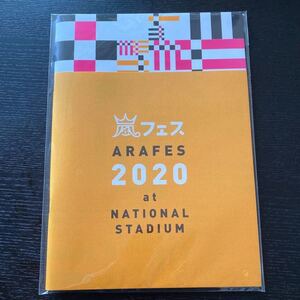 嵐フェス
ARAFES
2020
at
NATIONAL
STADIUM